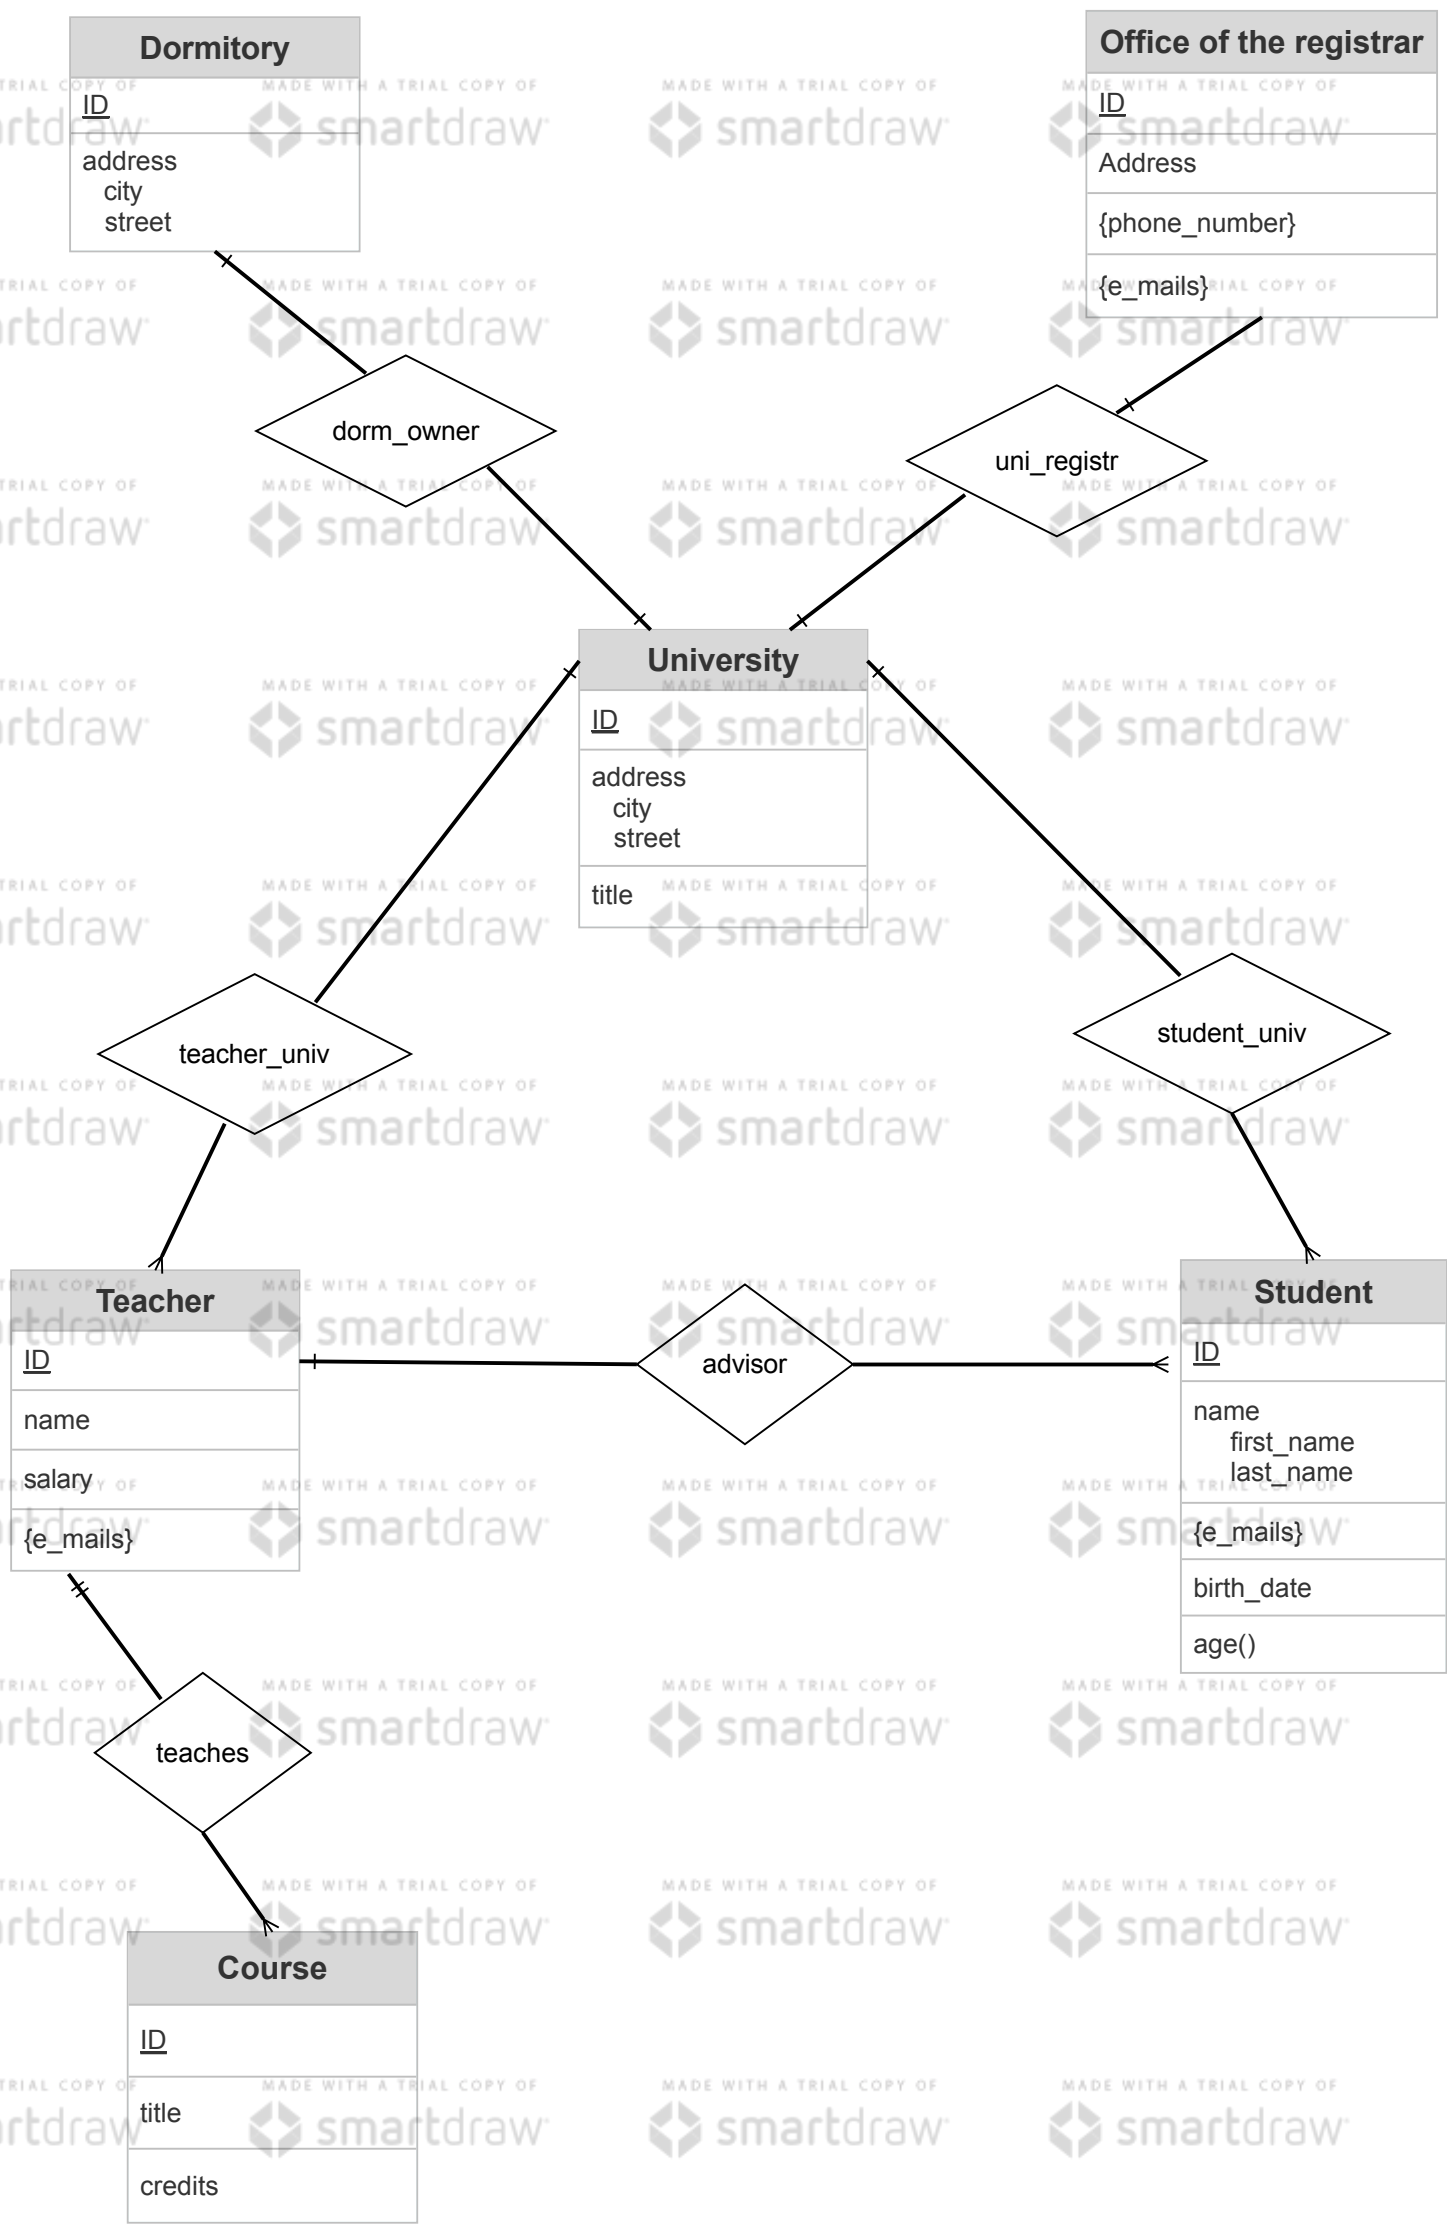 Dormitory
ID
address
city
street
Office of the registrar
ID
Address
{phone_number}
{e_mails}
dorm_owner
uni_registr
University
ID
address
city
street
title
teacher_univ
student_univ
Teacher
ID
name
salary
{e_mails}
advisor
Student
ID
name
first_name
last_name
{e_mails}
birth_date
age()
teaches
Course
ID
title
credits
MADE WITH A TRIAL COPY OF
smartdraw